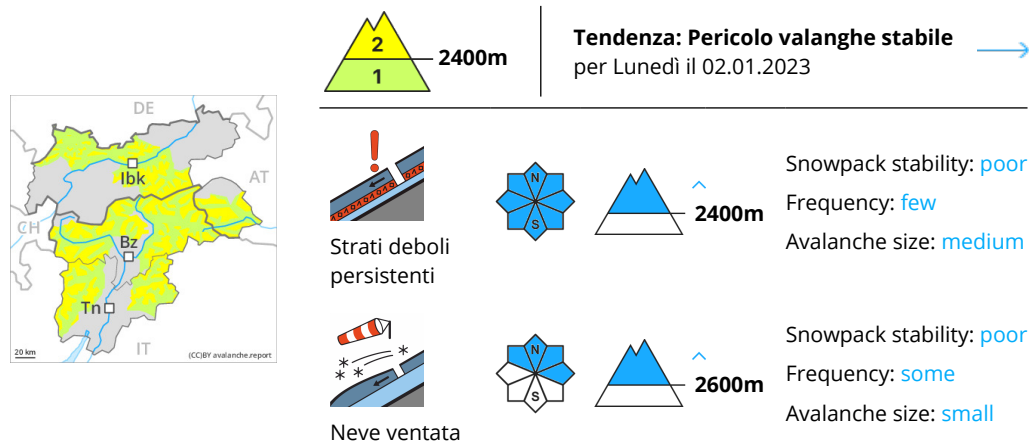 2
1
2400m
Tendenza: Pericolo valanghe stabile
per Lunedì il 02.01.2023
DE
Ibk
AT
CH
Bz
Tn
IT
20 km
(CC)BY avalanche.report
Strati deboli
persistenti
N
S
2400m
Snowpack stability: poor
Frequency: few
Avalanche size: medium
Neve ventata
N
S
2600m
Snowpack stability: poor
Frequency: some
Avalanche size: small